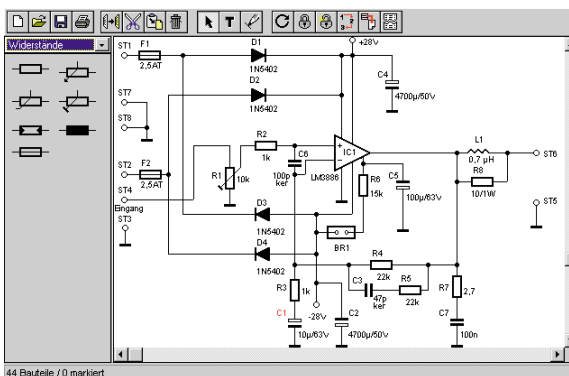 Widerstände
ST1
F1
2,5AT
D1
1N5402
+28V
C4
4700µ/50V
D2
1N5402
ST7
ST8
R2
1k
C6
100p
ker
IC1
LM3886
L1
0,7 µH
ST6
R8
10/1W
ST2
F2
2,5AT
R1
10k
R6
15k
C5
100µ/63V
ST4
Eingang
ST3
ST5
D3
1N5402
BR1
D4
1N5402
R4
22k
C3
47p
ker
R5
22k
R3
1k
R7
2,7
C1
10µ/63V
-28V
C2
4700µ/50V
C7
100n
44 Bauteile / 0 markiert